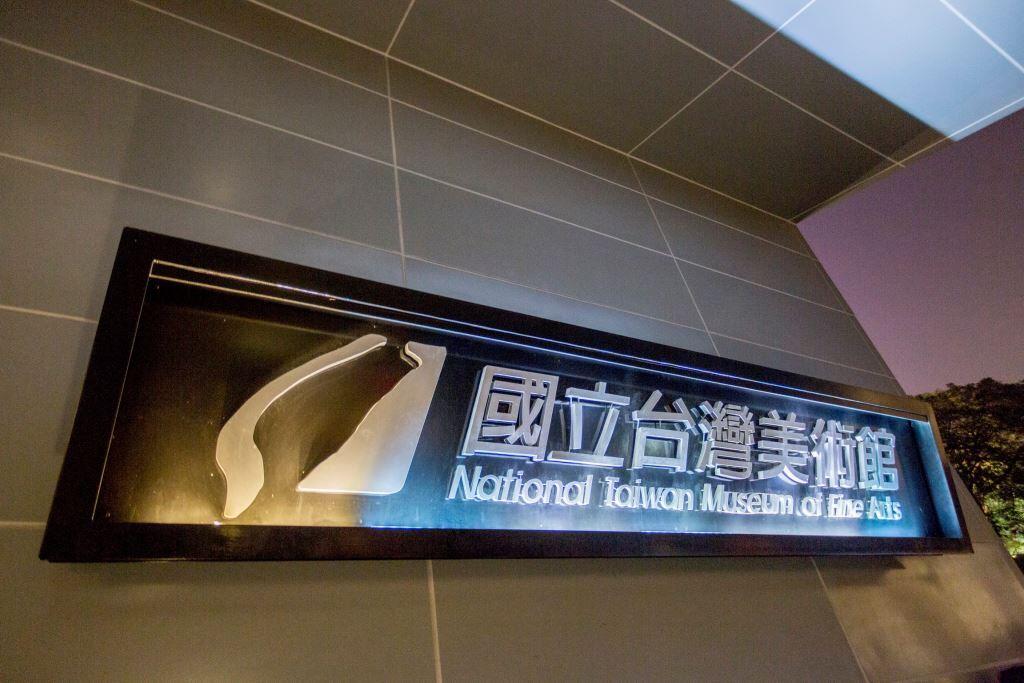 國立台灣美術館
National Taiwan Museum of Fine Arts